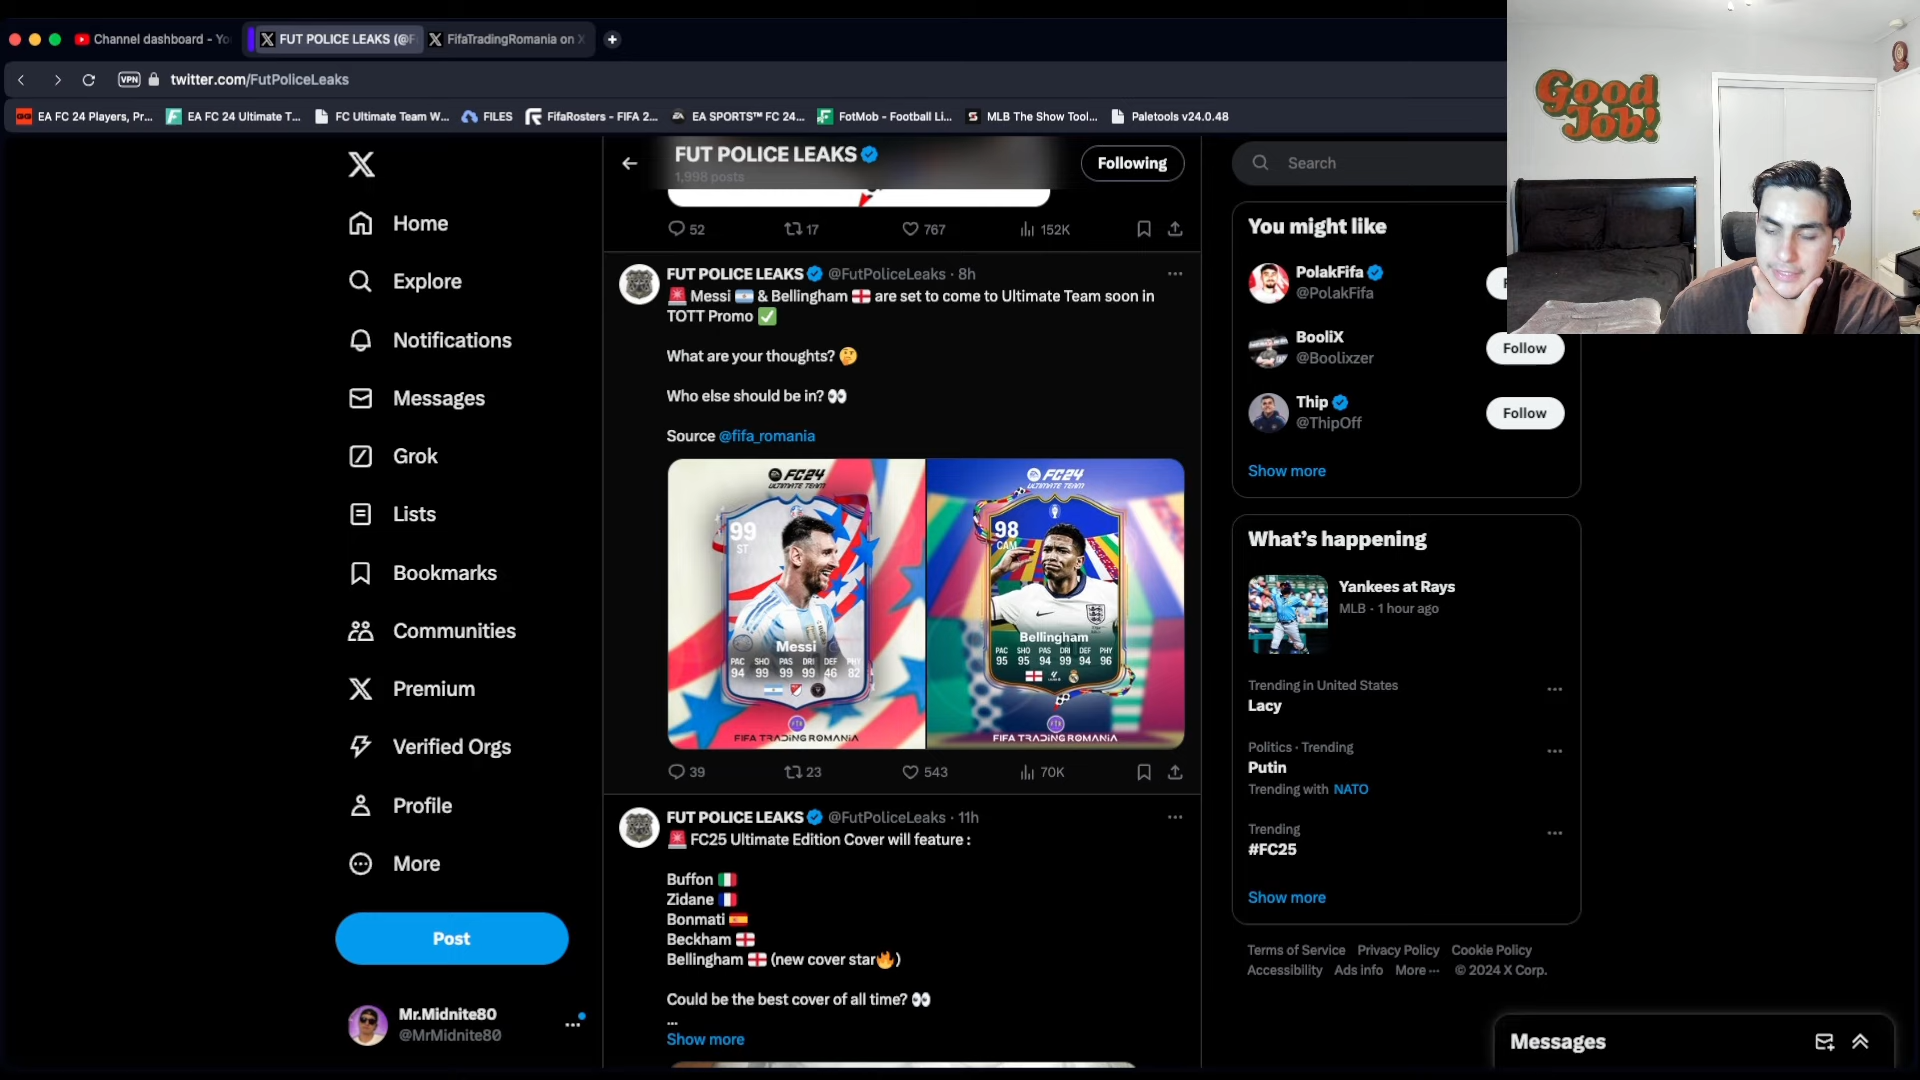 Channel dashboard - Yo
FUT POLICE LEAKS (@F
FifaTradingRomania on X
VPN
twitter.com/FutPoliceLeaks
EA FC 24 Players, Pr...
EA FC 24 Ultimate T...
FC Ultimate Team W...
FILES
FifaRosters - FIFA 2...
EA SPORTS™ FC 24...
FotMob - Football Li...
MLB The Show Tool...
Paletools v24.0.48
Good
Job!
Home
Explore
Notifications
Messages
Grok
Lists
Bookmarks
Communities
Premium
Verified Orgs
Profile
More
Post
Mr.Midnite80
@MrMidnite80
FUT POLICE LEAKS
1,998 posts
Following
52 17 767 152K
FUT POLICE LEAKS @FutPoliceLeaks · 8h
🚨 Messi 🇦🇷 & Bellingham 🏴󠁧󠁢󠁥󠁮󠁧󠁿 are set to come to Ultimate Team soon in
TOTT Promo ✅
What are your thoughts? 🤔
Who else should be in? 👀
Source @fifa_romania
FC24
ULTIMATE TEAM
99
ST
Messi
PAC SHO PAS DRI DEF PHY
94 99 99 99 46 82
FIFA TRADING ROMANIA
FC24
ULTIMATE TEAM
98
CAM
Bellingham
PAC SHO PAS DRI DEF PHY
95 95 94 99 94 96
FIFA TRADING ROMANIA
39 23 543 70K
FUT POLICE LEAKS @FutPoliceLeaks · 11h
🚨 FC25 Ultimate Edition Cover will feature :
Buffon 🇮🇹
Zidane 🇫🇷
Bonmati 🇪🇸
Beckham 🏴󠁧󠁢󠁥󠁮󠁧󠁿
Bellingham 🏴󠁧󠁢󠁥󠁮󠁧󠁿 (new cover star🔥)
Could be the best cover of all time? 👀
...
Show more
Search
You might like
PolakFifa
@PolakFifa
BooliX
@Boolixzer
Follow
Thip
@ThipOff
Follow
Show more
What's happening
Yankees at Rays
MLB · 1 hour ago
Trending in United States
Lacy
Politics · Trending
Putin
Trending with NATO
Trending
#FC25
Show more
Terms of Service Privacy Policy Cookie Policy
Accessibility Ads info More ··· © 2024 X Corp.
Messages